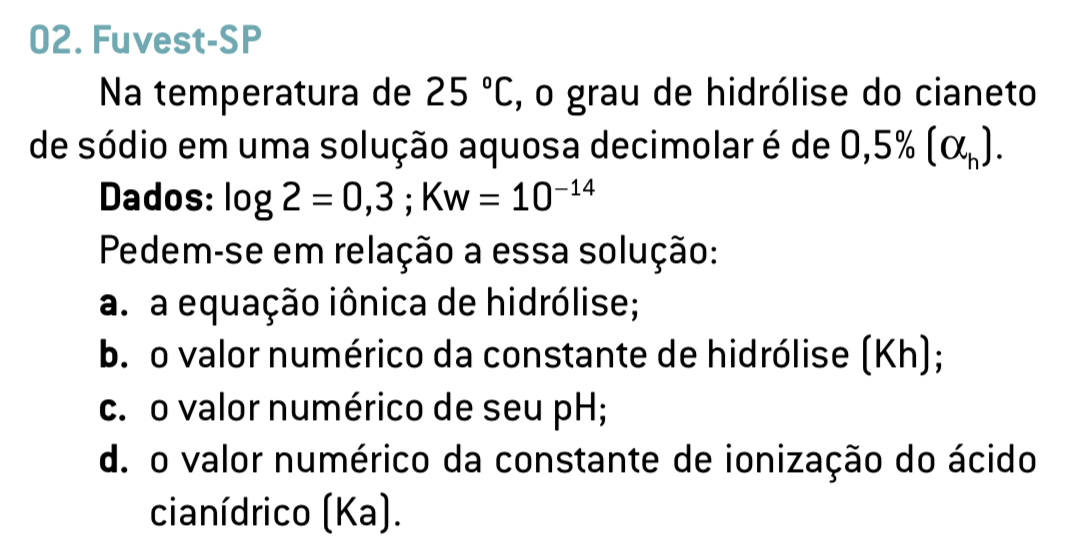 02. Fuvest-SP
Na temperatura de 25 ºC, o grau de hidrólise do cianeto
de sódio em uma solução aquosa decimolar é de 0,5% (αₕ).
Dados: log 2 = 0,3 ; Kw = 10⁻¹⁴
Pedem-se em relação a essa solução:
a. a equação iônica de hidrólise;
b. o valor numérico da constante de hidrólise (Kh);
c. o valor numérico de seu pH;
d. o valor numérico da constante de ionização do ácido
cianídrico (Ka).